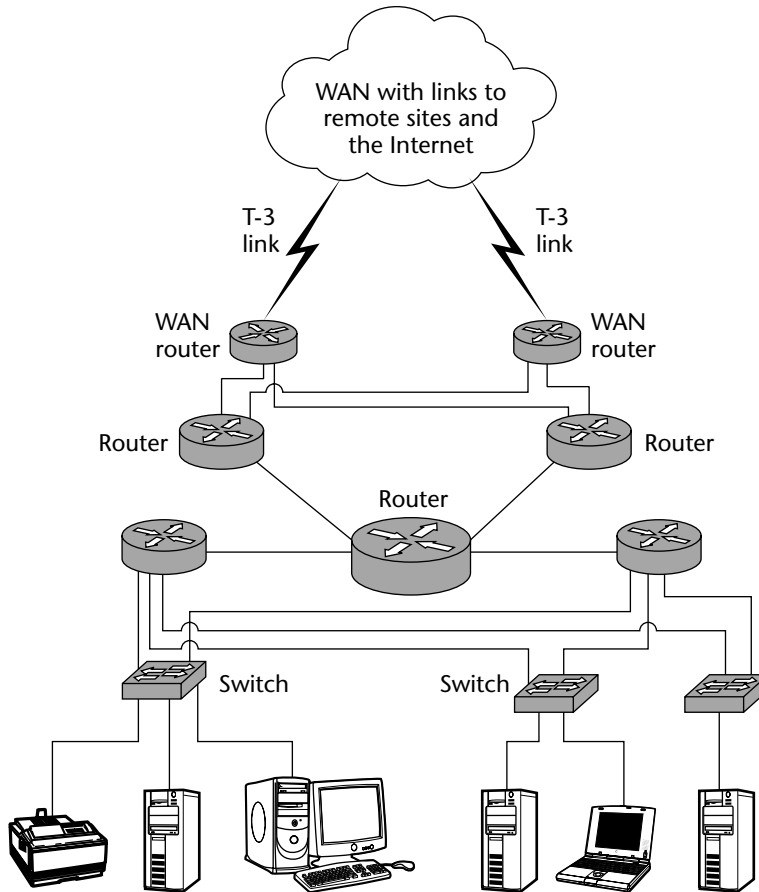 WAN with links to
remote sites and
the Internet
T-3
link
T-3
link
WAN
router
WAN
router
Router
Router
Router
Switch
Switch